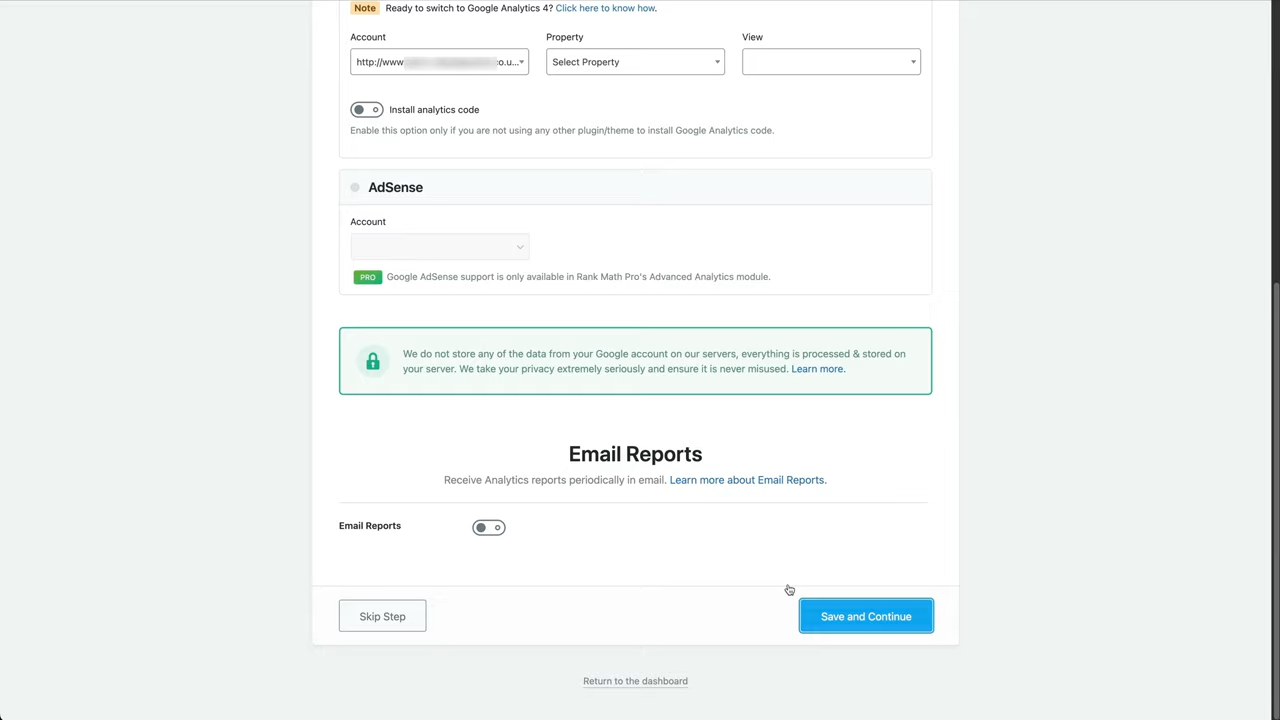 Note Ready to switch to Google Analytics 4? Click here to know how.
Account Property View
http://www o.u... Select Property
Install analytics code
Enable this option only if you are not using any other plugin/theme to install Google Analytics code.
AdSense
Account
PRO Google AdSense support is only available in Rank Math Pro's Advanced Analytics module.
We do not store any of the data from your Google account on our servers, everything is processed & stored on
your server. We take your privacy extremely seriously and ensure it is never misused. Learn more.
Email Reports
Receive Analytics reports periodically in email. Learn more about Email Reports.
Email Reports
Skip Step Save and Continue
Return to the dashboard